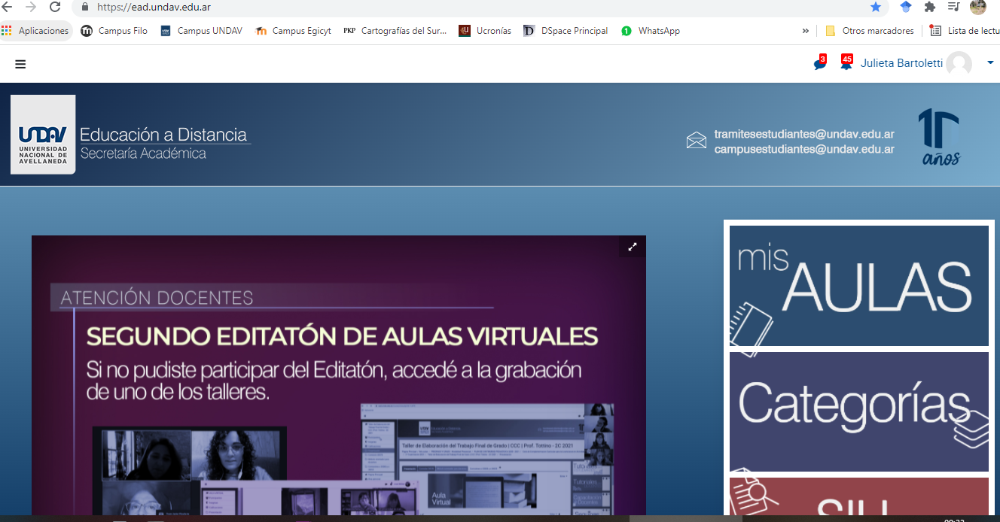 https://ead.undav.edu.ar
Aplicaciones
Campus Filo
Campus UNDAV
Campus Egicyt
PKP Cartografías del Sur...
Ucronías
DSpace Principal
1 WhatsApp
»
Otros marcadores
Lista de lectu
3
45
Julieta Bartoletti
UNDAV
UNIVERSIDAD
NACIONAL DE
AVELLANEDA
Educación a Distancia
Secretaría Académica
tramitesestudiantes@undav.edu.ar
campusestudiantes@undav.edu.ar
10
años
ATENCIÓN DOCENTES
SEGUNDO EDITATÓN DE AULAS VIRTUALES
Si no pudiste participar del Editatón, accedé a la grabación
de uno de los talleres.
Taller de Elaboración del Trabajo Final de Grado | CCC | Prof. Tottino - 2C 2021
Aula
Virtual
mis
AULAS
Categorías
SIU